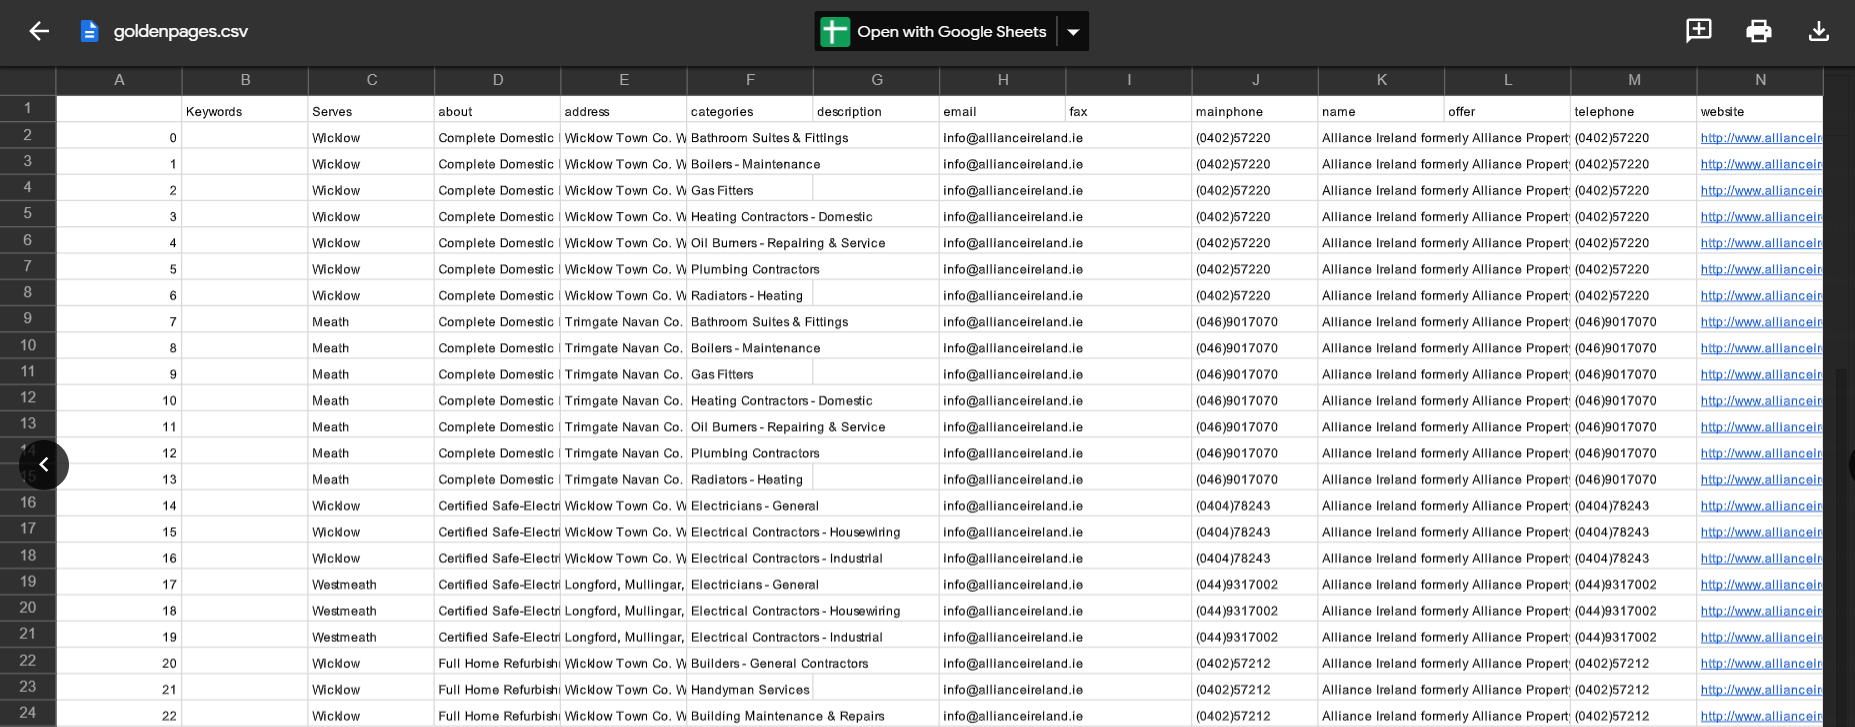 goldenpages.csv Open with Google Sheets
A B C D E F G H I J K L M N
1 Keywords Serves about address categories description email fax mainphone name offer telephone website
2 0 Wicklow Complete Domestic Wicklow Town Co. W Bathroom Suites & Fittings info@allianceireland.ie (0402)57220 Alliance Ireland formerly Alliance Property (0402)57220 http://www.allianceir
3 1 Wicklow Complete Domestic Wicklow Town Co. W Boilers - Maintenance info@allianceireland.ie (0402)57220 Alliance Ireland formerly Alliance Property (0402)57220 http://www.allianceir
4 2 Wicklow Complete Domestic Wicklow Town Co. W Gas Fitters info@allianceireland.ie (0402)57220 Alliance Ireland formerly Alliance Property (0402)57220 http://www.allianceir
5 3 Wicklow Complete Domestic Wicklow Town Co. W Heating Contractors - Domestic info@allianceireland.ie (0402)57220 Alliance Ireland formerly Alliance Property (0402)57220 http://www.allianceir
6 4 Wicklow Complete Domestic Wicklow Town Co. W Oil Burners - Repairing & Service info@allianceireland.ie (0402)57220 Alliance Ireland formerly Alliance Property (0402)57220 http://www.allianceir
7 5 Wicklow Complete Domestic Wicklow Town Co. W Plumbing Contractors info@allianceireland.ie (0402)57220 Alliance Ireland formerly Alliance Property (0402)57220 http://www.allianceir
8 6 Wicklow Complete Domestic Wicklow Town Co. W Radiators - Heating info@allianceireland.ie (0402)57220 Alliance Ireland formerly Alliance Property (0402)57220 http://www.allianceir
9 7 Meath Complete Domestic Trimgate Navan Co. Bathroom Suites & Fittings info@allianceireland.ie (046)9017070 Alliance Ireland formerly Alliance Property (046)9017070 http://www.allianceir
10 8 Meath Complete Domestic Trimgate Navan Co. Boilers - Maintenance info@allianceireland.ie (046)9017070 Alliance Ireland formerly Alliance Property (046)9017070 http://www.allianceir
11 9 Meath Complete Domestic Trimgate Navan Co. Gas Fitters info@allianceireland.ie (046)9017070 Alliance Ireland formerly Alliance Property (046)9017070 http://www.allianceir
12 10 Meath Complete Domestic Trimgate Navan Co. Heating Contractors - Domestic info@allianceireland.ie (046)9017070 Alliance Ireland formerly Alliance Property (046)9017070 http://www.allianceir
13 11 Meath Complete Domestic Trimgate Navan Co. Oil Burners - Repairing & Service info@allianceireland.ie (046)9017070 Alliance Ireland formerly Alliance Property (046)9017070 http://www.allianceir
14 12 Meath Complete Domestic Trimgate Navan Co. Plumbing Contractors info@allianceireland.ie (046)9017070 Alliance Ireland formerly Alliance Property (046)9017070 http://www.allianceir
15 13 Meath Complete Domestic Trimgate Navan Co. Radiators - Heating info@allianceireland.ie (046)9017070 Alliance Ireland formerly Alliance Property (046)9017070 http://www.allianceir
16 14 Wicklow Certified Safe-Electr Wicklow Town Co. W Electricians - General info@allianceireland.ie (0404)78243 Alliance Ireland formerly Alliance Property (0404)78243 http://www.allianceir
17 15 Wicklow Certified Safe-Electr Wicklow Town Co. W Electrical Contractors - Housewiring info@allianceireland.ie (0404)78243 Alliance Ireland formerly Alliance Property (0404)78243 http://www.allianceir
18 16 Wicklow Certified Safe-Electr Wicklow Town Co. W Electrical Contractors - Industrial info@allianceireland.ie (0404)78243 Alliance Ireland formerly Alliance Property (0404)78243 http://www.allianceir
19 17 Westmeath Certified Safe-Electr Longford, Mullingar, Electricians - General info@allianceireland.ie (044)9317002 Alliance Ireland formerly Alliance Property (044)9317002 http://www.allianceir
20 18 Westmeath Certified Safe-Electr Longford, Mullingar, Electrical Contractors - Housewiring info@allianceireland.ie (044)9317002 Alliance Ireland formerly Alliance Property (044)9317002 http://www.allianceir
21 19 Westmeath Certified Safe-Electr Longford, Mullingar, Electrical Contractors - Industrial info@allianceireland.ie (044)9317002 Alliance Ireland formerly Alliance Property (044)9317002 http://www.allianceir
22 20 Wicklow Full Home Refurbish Wicklow Town Co. W Builders - General Contractors info@allianceireland.ie (0402)57212 Alliance Ireland formerly Alliance Property (0402)57212 http://www.allianceir
23 21 Wicklow Full Home Refurbish Wicklow Town Co. W Handyman Services info@allianceireland.ie (0402)57212 Alliance Ireland formerly Alliance Property (0402)57212 http://www.allianceir
24 22 Wicklow Full Home Refurbish Wicklow Town Co. W Building Maintenance & Repairs info@allianceireland.ie (0402)57212 Alliance Ireland formerly Alliance Property (0402)57212 http://www.allianceir